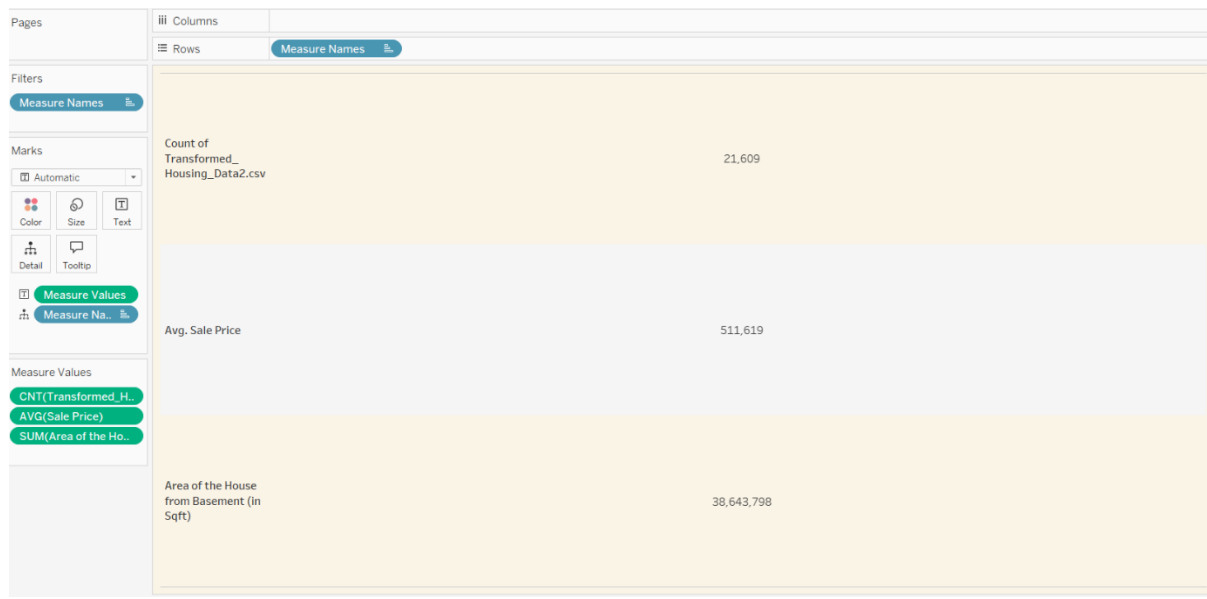 Pages
Columns
Rows
Measure Names
Filters
Measure Names
Marks
Automatic
Color
Size
Text
Detail
Tooltip
Measure Values
Measure Na..
Measure Values
CNT(Transformed_H..
AVG(Sale Price)
SUM(Area of the Ho..
Count of
Transformed_
Housing_Data2.csv
21,609
Avg. Sale Price
511,619
Area of the House
from Basement (in
Sqft)
38,643,798